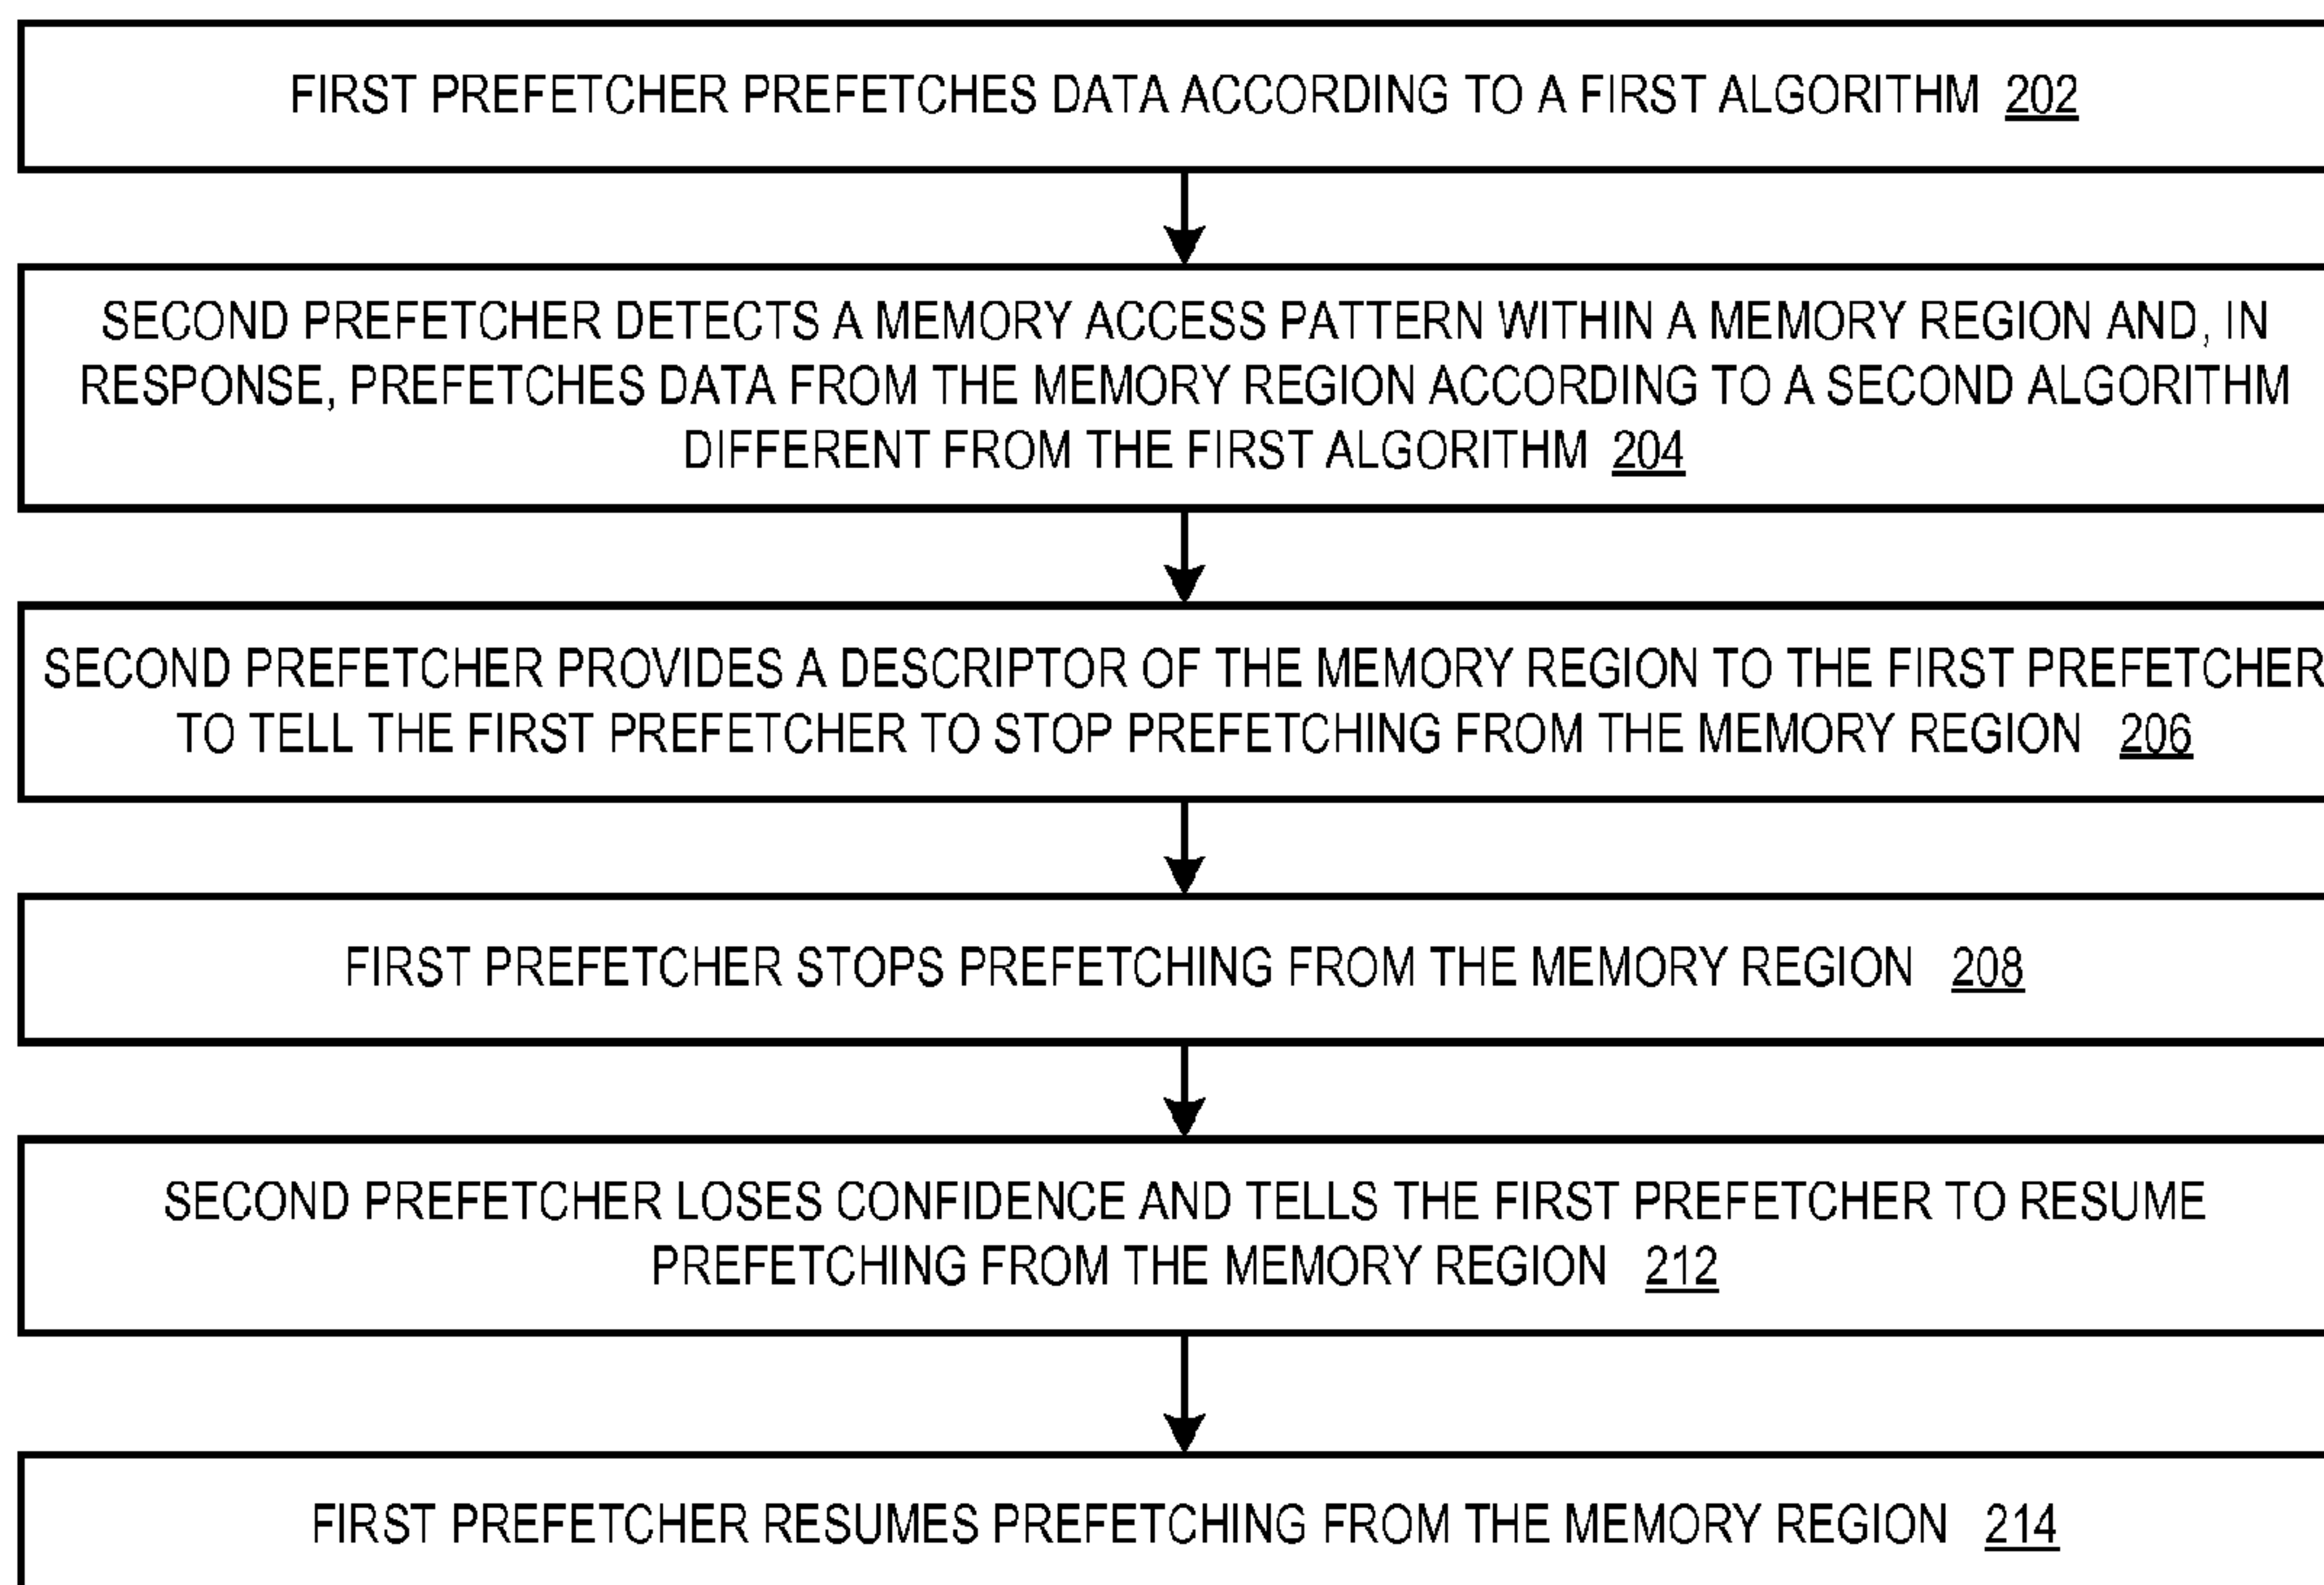 FIRST PREFETCHER PREFETCHES DATA ACCORDING TO A FIRST ALGORITHM 202
SECOND PREFETCHER DETECTS A MEMORY ACCESS PATTERN WITHIN A MEMORY REGION AND, IN
RESPONSE, PREFETCHES DATA FROM THE MEMORY REGION ACCORDING TO A SECOND ALGORITHM
DIFFERENT FROM THE FIRST ALGORITHM 204
SECOND PREFETCHER PROVIDES A DESCRIPTOR OF THE MEMORY REGION TO THE FIRST PREFETCHER
TO TELL THE FIRST PREFETCHER TO STOP PREFETCHING FROM THE MEMORY REGION 206
FIRST PREFETCHER STOPS PREFETCHING FROM THE MEMORY REGION 208
SECOND PREFETCHER LOSES CONFIDENCE AND TELLS THE FIRST PREFETCHER TO RESUME
PREFETCHING FROM THE MEMORY REGION 212
FIRST PREFETCHER RESUMES PREFETCHING FROM THE MEMORY REGION 214